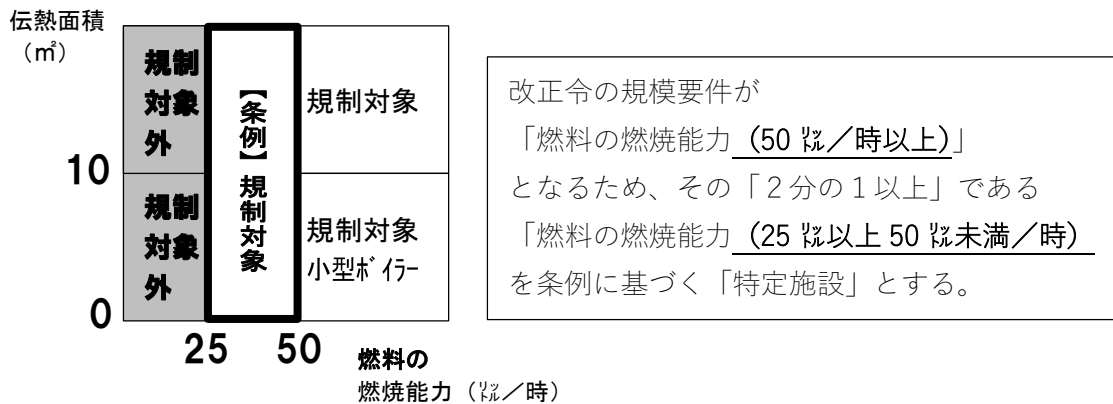 伝熱面積
（㎡）
規制
対象
外
【条例】規制対象
規制対象
10
規制
対象
外
規制対象
小型ﾎﾞｲﾗｰ
0
25
50
燃料の
燃焼能力（㍑／時）
改正令の規模要件が
「燃料の燃焼能力（50 ㍑／時以上）」
となるため、その「２分の１以上」である
「燃料の燃焼能力（25 ㍑以上 50 ㍑未満／時）
を条例に基づく「特定施設」とする。